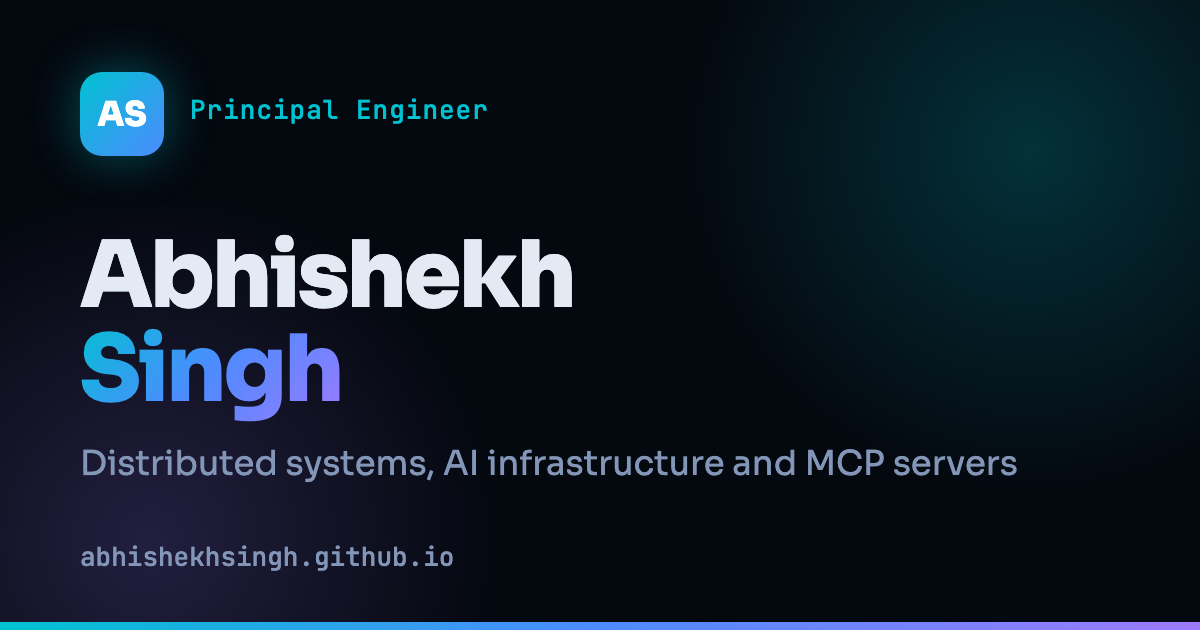 AS
Principal Engineer
Abhishekh
Singh
Distributed systems, AI infrastructure and MCP servers
abhishekhsingh.github.io